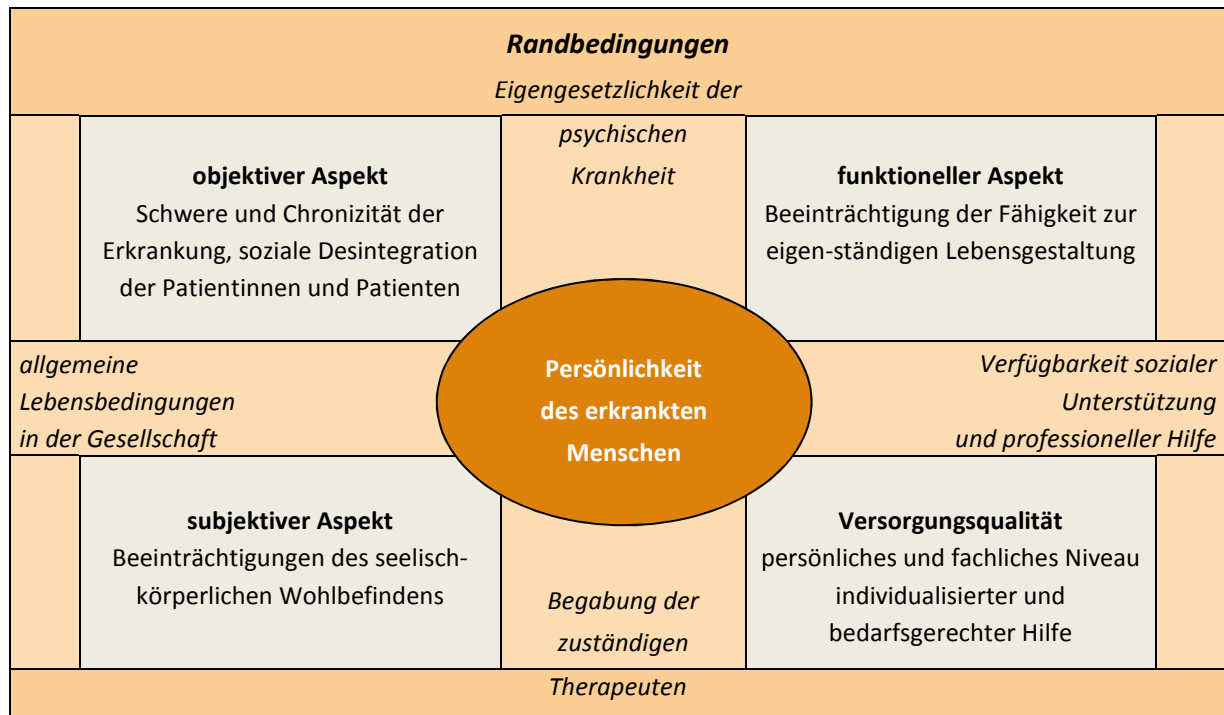 Randbedingungen
Eigengesetzlichkeit der
psychischen
Krankheit
objektiver Aspekt
Schwere und Chronizität der
Erkrankung, soziale Desintegration
der Patientinnen und Patienten
funktioneller Aspekt
Beeinträchtigung der Fähigkeit zur
eigen-ständigen Lebensgestaltung
allgemeine
Lebensbedingungen
in der Gesellschaft
Persönlichkeit
des erkrankten
Menschen
Verfügbarkeit sozialer
Unterstützung
und professioneller Hilfe
subjektiver Aspekt
Beeinträchtigungen des seelisch-
körperlichen Wohlbefindens
Versorgungsqualität
persönliches und fachliches Niveau
individualisierter und
bedarfsgerechter Hilfe
Begabung der
zuständigen
Therapeuten